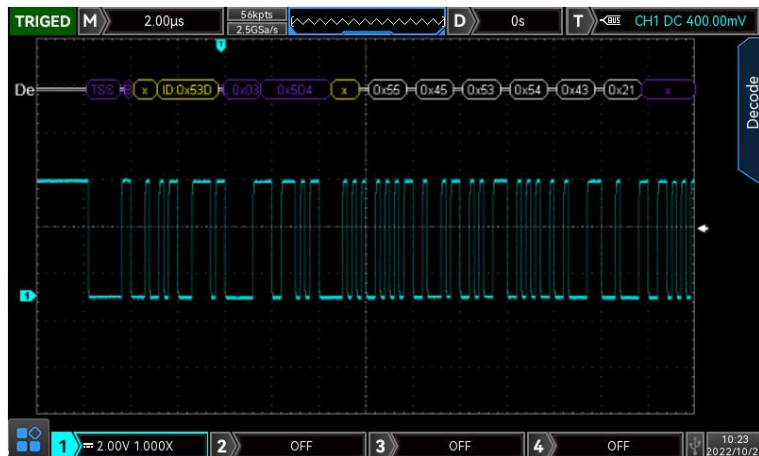 TRIGED M 2.00μs 56kpts 2.5GSa/s D 0s T BUS CH1 DC 400.00mV
T
De TSS x ID:0x53D L:0x03 0x5D4 x 0x55 0x45 0x53 0x54 0x43 0x21 x
Decode
1
1 2.00V 1.000X 2 OFF 3 OFF 4 OFF 10:23
2022/10/2